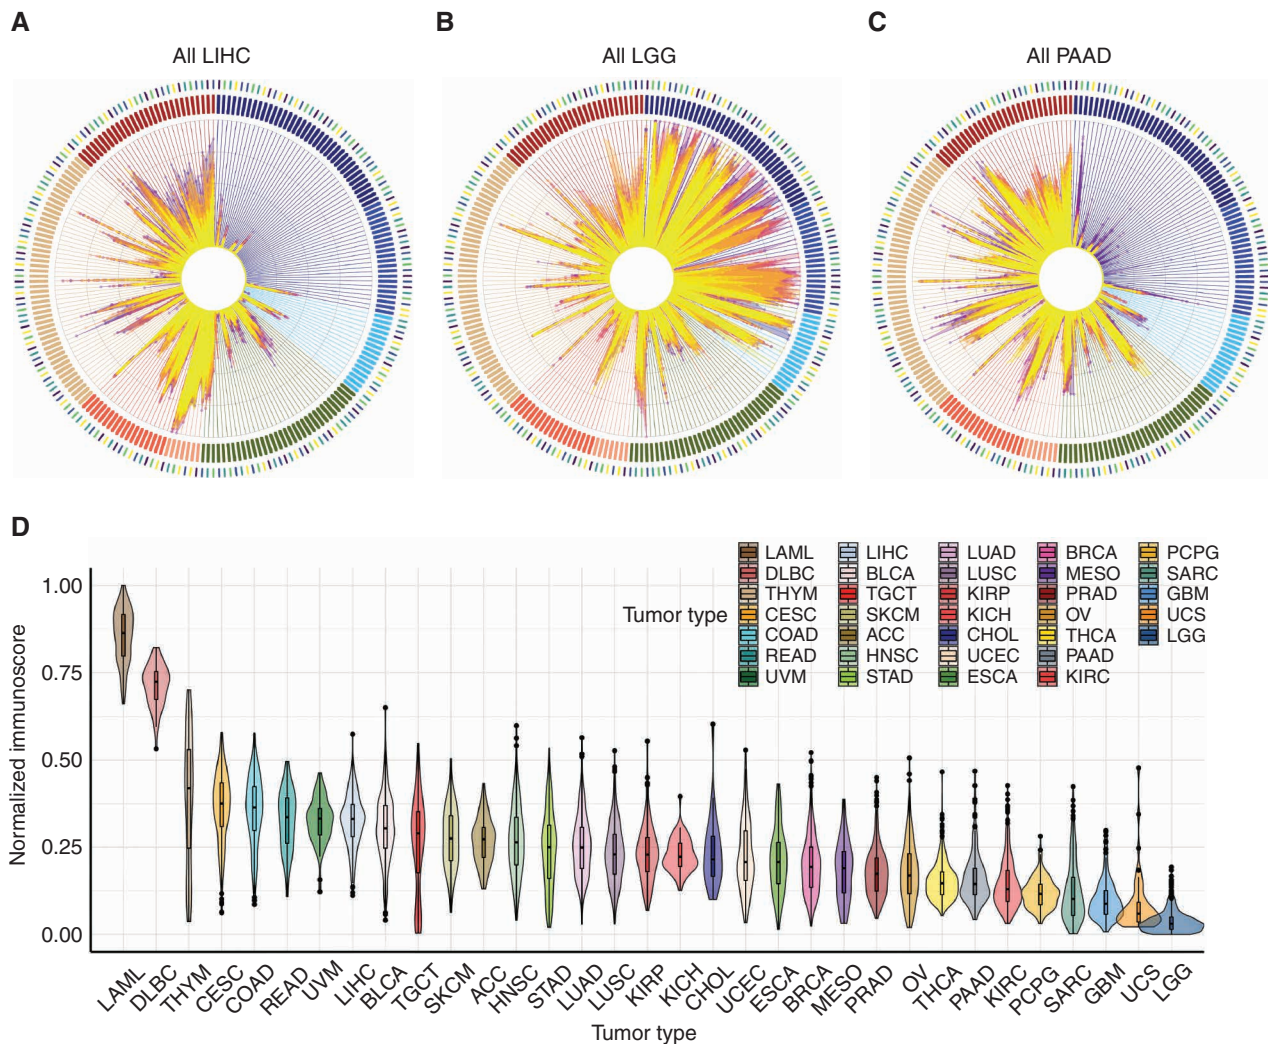 A
B
C
All LIHC
All LGG
All PAAD
D
LAML
LIHC
LUAD
BRCA
PCPG
DLBC
BLCA
LUSC
MESO
SARC
THYM
TGCT
KIRP
PRAD
GBM
Tumor type
CESC
SKCM
KICH
OV
UCS
COAD
ACC
CHOL
THCA
LGG
READ
HNSC
UCEC
PAAD
UVM
STAD
ESCA
KIRC
Normalized immunoscore
1.00
0.75
0.50
0.25
0.00
LAML
DLBC
THYM
CESC
COAD
READ
UVM
LIHC
BLCA
TGCT
SKCM
ACC
HNSC
STAD
LUAD
LUSC
KIRP
KICH
CHOL
UCEC
ESCA
BRCA
MESO
PRAD
OV
THCA
PAAD
KIRC
PCPG
SARC
GBM
UCS
LGG
Tumor type